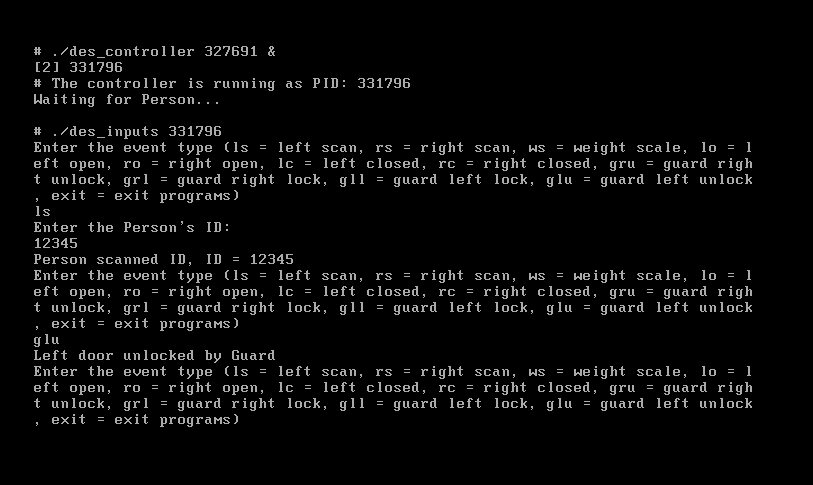 # ./des_controller 327691 &
[2] 331796
# The controller is running as PID: 331796
Waiting for Person...
# ./des_inputs 331796
Enter the event type (ls = left scan, rs = right scan, ws = weight scale, lo = l
eft open, ro = right open, lc = left closed, rc = right closed, gru = guard righ
t unlock, grl = guard right lock, gll = guard left lock, glu = guard left unlock
, exit = exit programs)
ls
Enter the Person's ID:
12345
Person scanned ID, ID = 12345
Enter the event type (ls = left scan, rs = right scan, ws = weight scale, lo = l
eft open, ro = right open, lc = left closed, rc = right closed, gru = guard righ
t unlock, grl = guard right lock, gll = guard left lock, glu = guard left unlock
, exit = exit programs)
glu
Left door unlocked by Guard
Enter the event type (ls = left scan, rs = right scan, ws = weight scale, lo = l
eft open, ro = right open, lc = left closed, rc = right closed, gru = guard righ
t unlock, grl = guard right lock, gll = guard left lock, glu = guard left unlock
, exit = exit programs)